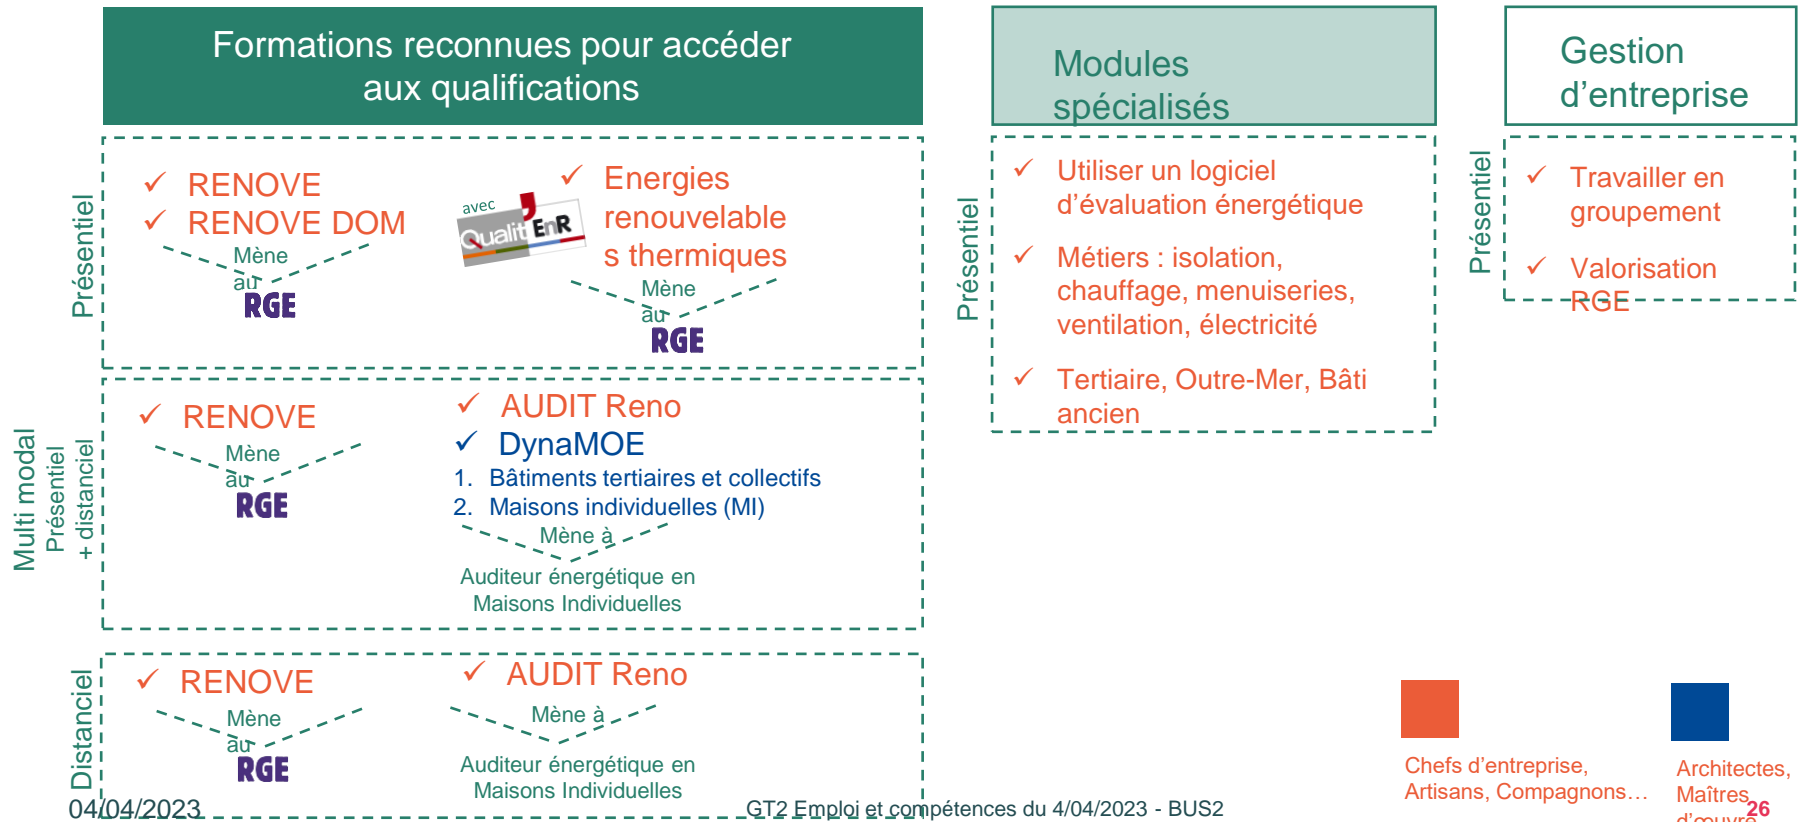 Formations reconnues pour accéder
aux qualifications
Modules
spécialisés
Gestion
d’entreprise
Présentiel
✓ RENOVE
✓ RENOVE DOM
Mène
au
RGE
avec
Qualit'EnR
✓ Energies
renouvelable
s thermiques
Mène
au
RGE
Présentiel
✓ Utiliser un logiciel
d’évaluation énergétique
✓ Métiers : isolation,
chauffage, menuiseries,
ventilation, électricité
✓ Tertiaire, Outre-Mer, Bâti
ancien
Présentiel
✓ Travailler en
groupement
✓ Valorisation
RGE
Multi modal
Présentiel
+ distanciel
✓ RENOVE
Mène
au
RGE
✓ AUDIT Reno
✓ DynaMOE
1. Bâtiments tertiaires et collectifs
2. Maisons individuelles (MI)
Mène à
Auditeur énergétique en
Maisons Individuelles
Distanciel
✓ RENOVE
Mène
au
RGE
✓ AUDIT Reno
Mène à
Auditeur énergétique en
Maisons Individuelles
Chefs d’entreprise,
Artisans, Compagnons…
Architectes,
Maîtres
d’œuvre
04/04/2023
GT2 Emploi et compétences du 4/04/2023 - BUS2
26